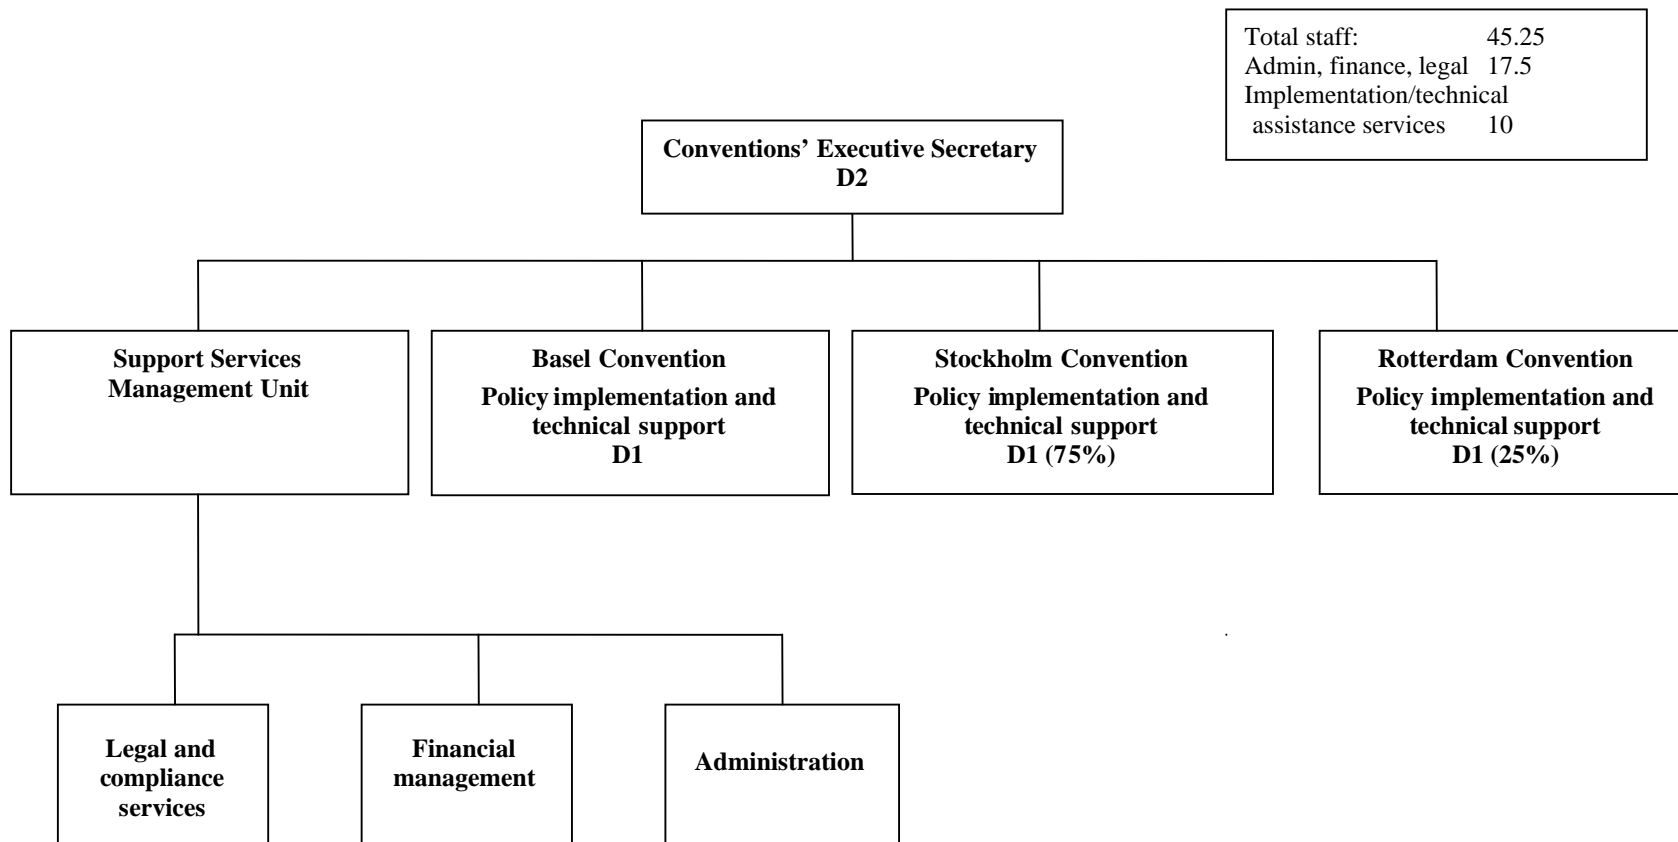 Total staff: 45.25
Admin, finance, legal 17.5
Implementation/technical
assistance services 10
Conventions’ Executive Secretary
D2
Support Services
Management Unit
Basel Convention
Policy implementation and
technical support
D1
Stockholm Convention
Policy implementation and
technical support
D1 (75%)
Rotterdam Convention
Policy implementation and
technical support
D1 (25%)
Legal and
compliance
services
Financial
management
Administration